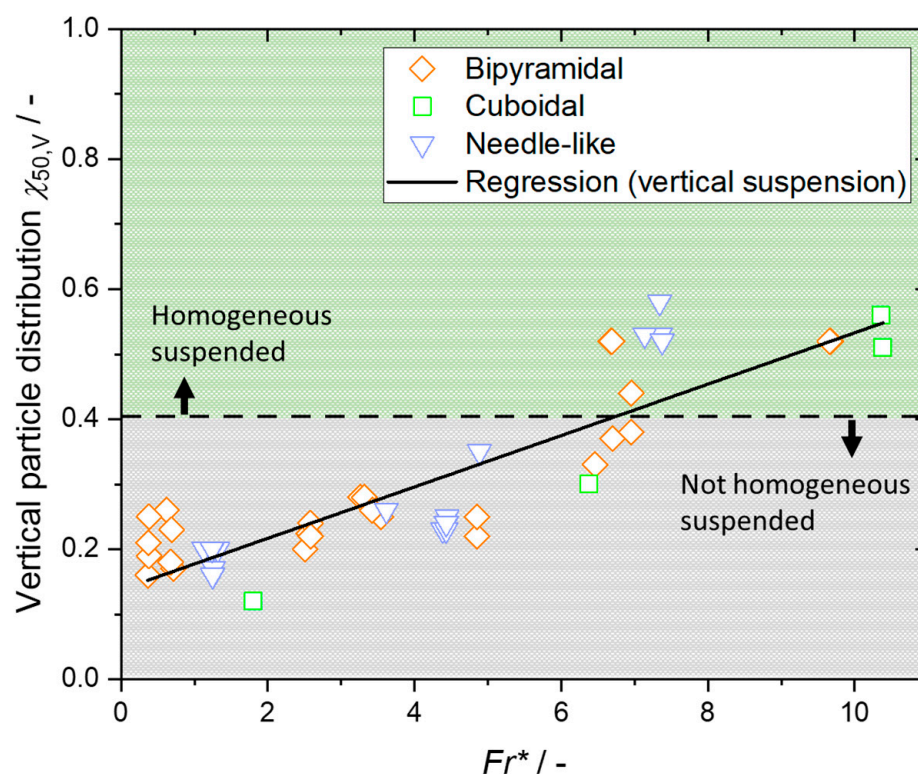 Vertical particle distribution χ50,V / -
1.0
0.8
0.6
0.4
0.2
0.0
Bipyramidal
Cuboidal
Needle-like
Regression (vertical suspension)
Homogeneous
suspended
Not homogeneous
suspended
0 2 4 6 8 10
Fr* / -